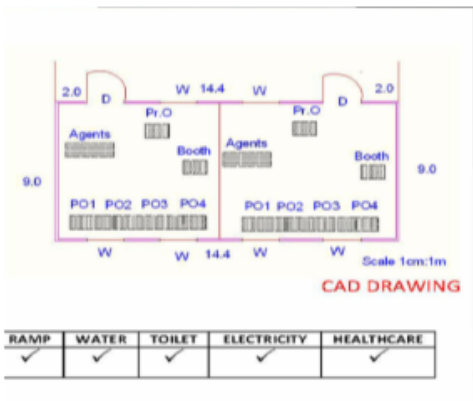 2.0 D W 14.4 W D 2.0
Pr.O Pr.O
Agents Agents
Booth Booth
9.0 9.0
PO1 PO2 PO3 PO4 PO1 PO2 PO3 PO4
W W 14.4 W W
Scale 1cm:1m
CAD DRAWING
RAMP WATER TOILET ELECTRICITY HEALTHCARE
✓ ✓ ✓ ✓ ✓